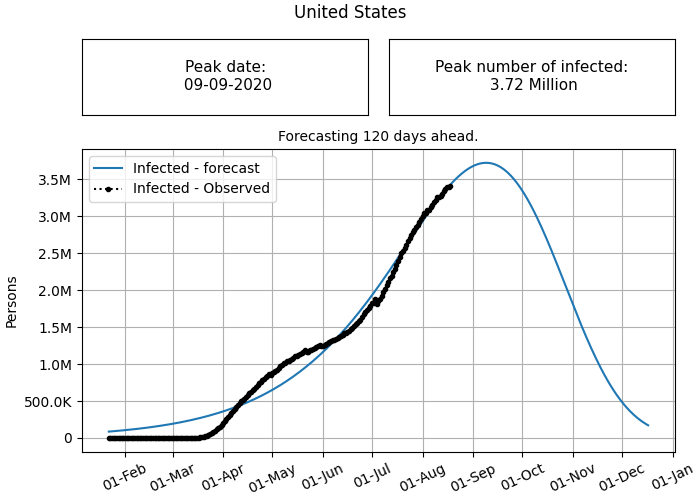 United States
Peak date:
09-09-2020
Peak number of infected:
3.72 Million
Forecasting 120 days ahead.
Infected - forecast
Infected - Observed
Persons
3.5M
3.0M
2.5M
2.0M
1.5M
1.0M
500.0K
0
01-Feb
01-Mar
01-Apr
01-May
01-Jun
01-Jul
01-Aug
01-Sep
01-Oct
01-Nov
01-Dec
01-Jan